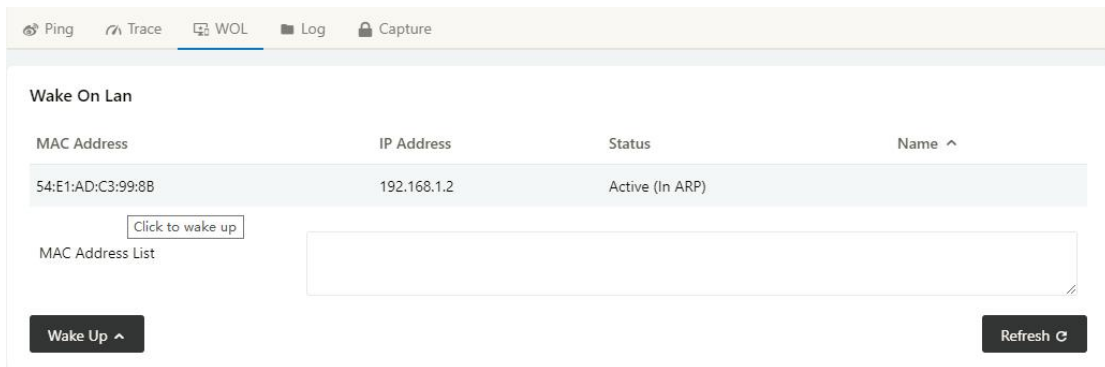 Ping Trace WOL Log Capture
Wake On Lan
MAC Address IP Address Status Name
54:E1:AD:C3:99:8B 192.168.1.2 Active (In ARP)
Click to wake up
MAC Address List
Wake Up Refresh